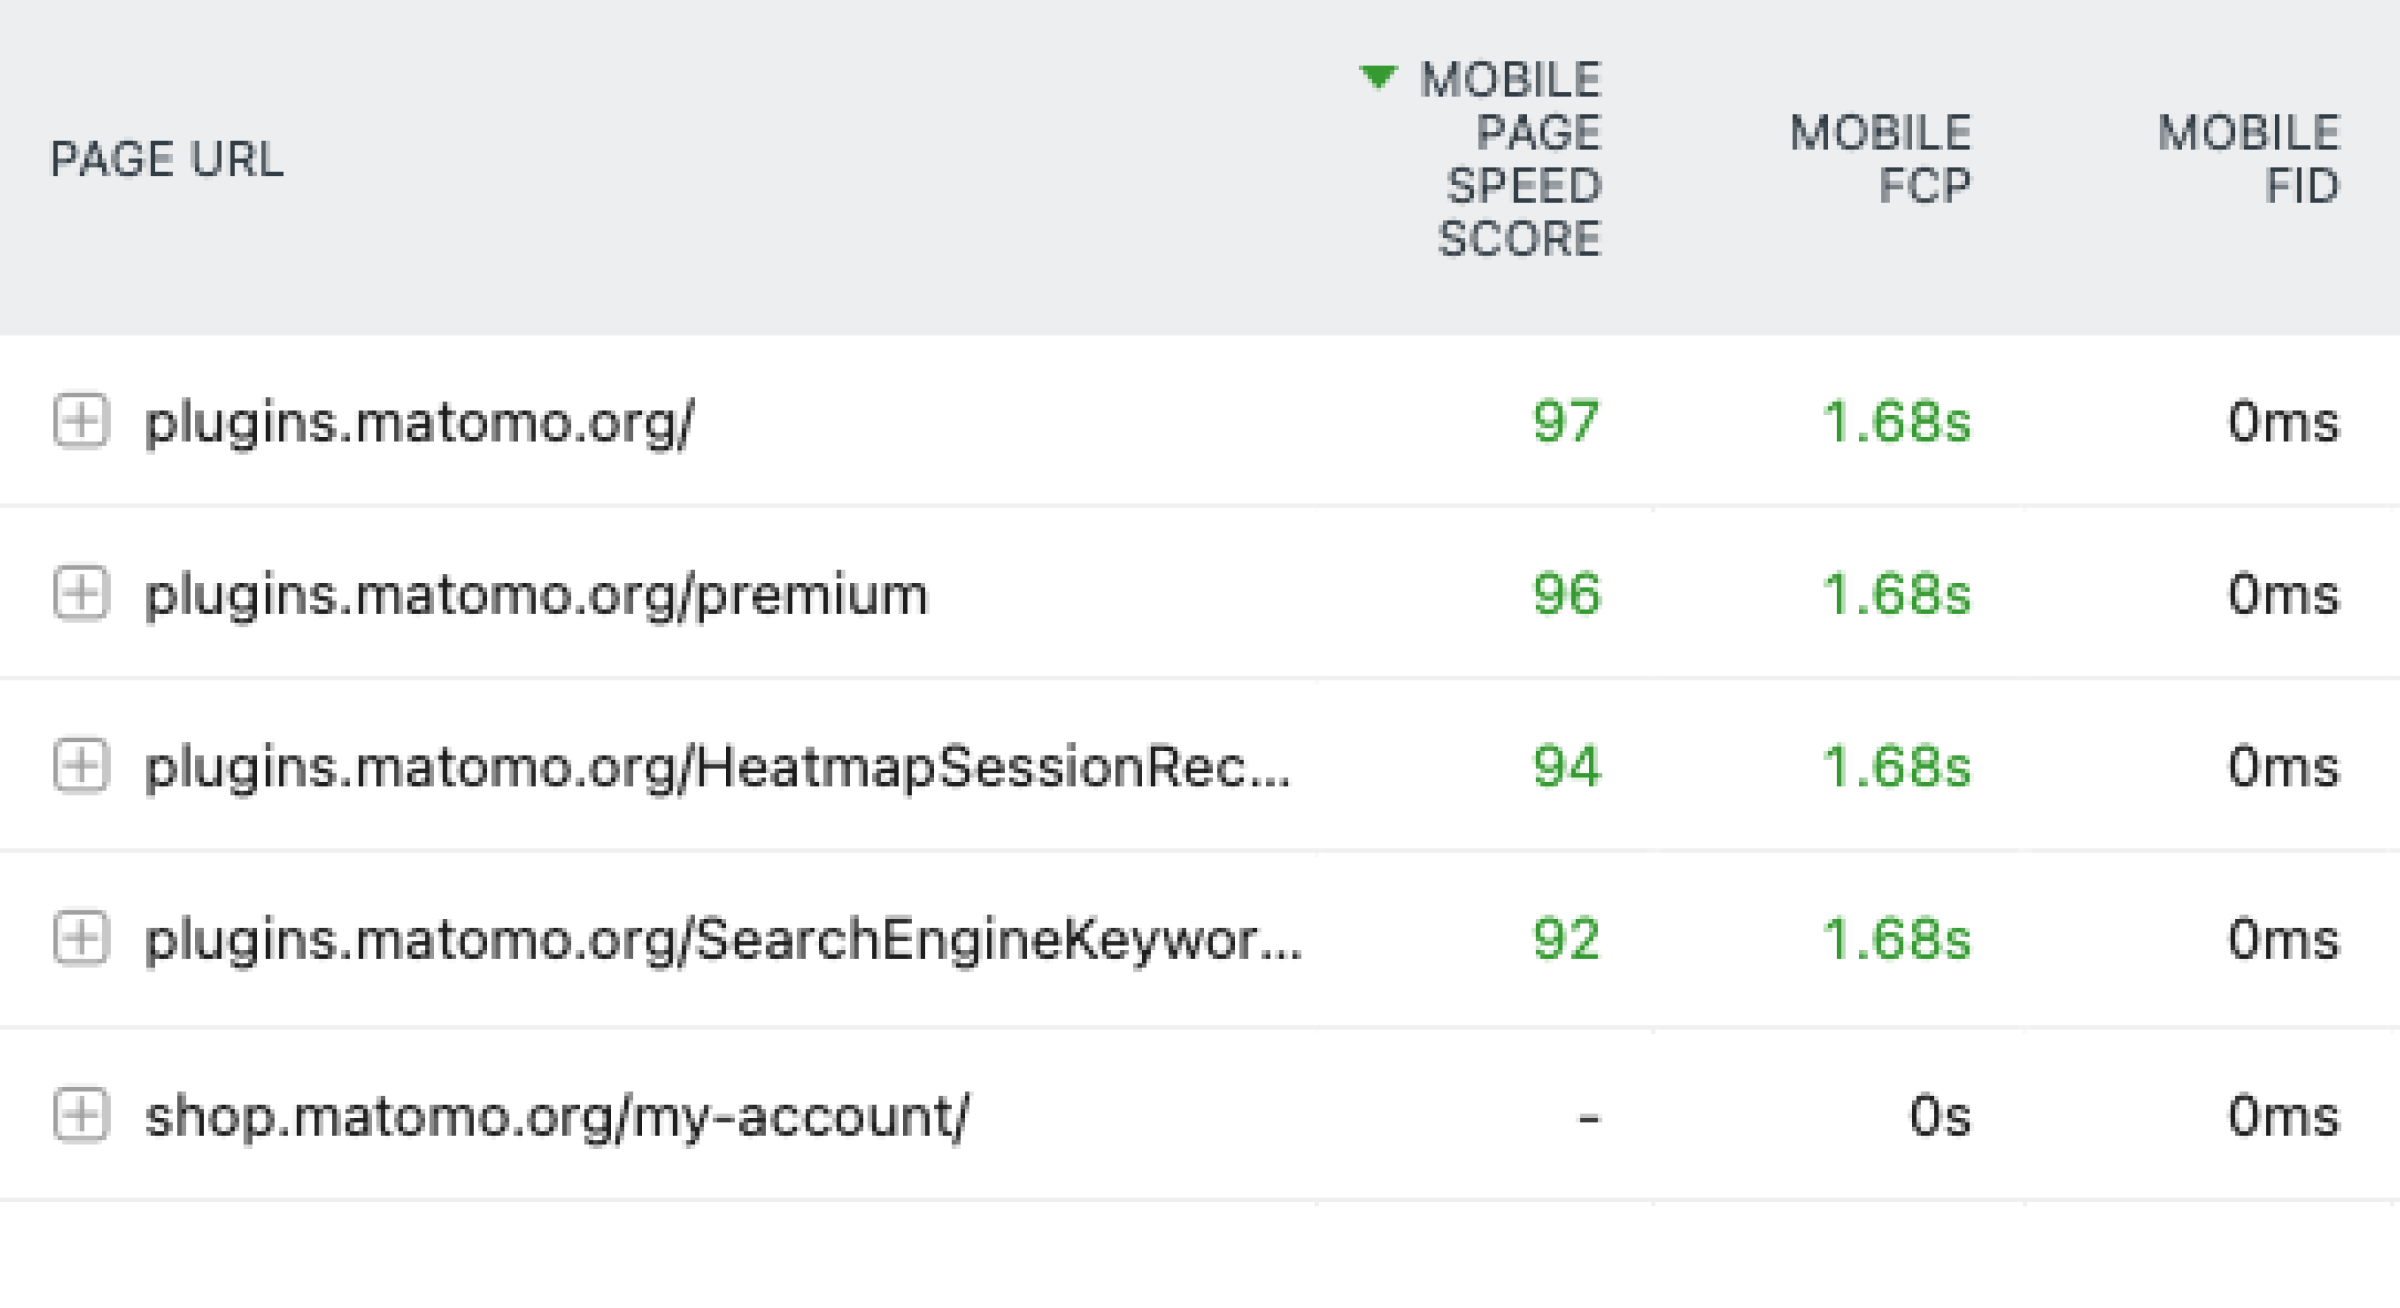 PAGE URL
MOBILE
PAGE
SPEED
SCORE
MOBILE
FCP
MOBILE
FID
plugins.matomo.org/ 97 1.68s 0ms
plugins.matomo.org/premium 96 1.68s 0ms
plugins.matomo.org/HeatmapSessionRec... 94 1.68s 0ms
plugins.matomo.org/SearchEngineKeywor... 92 1.68s 0ms
shop.matomo.org/my-account/ - 0s 0ms